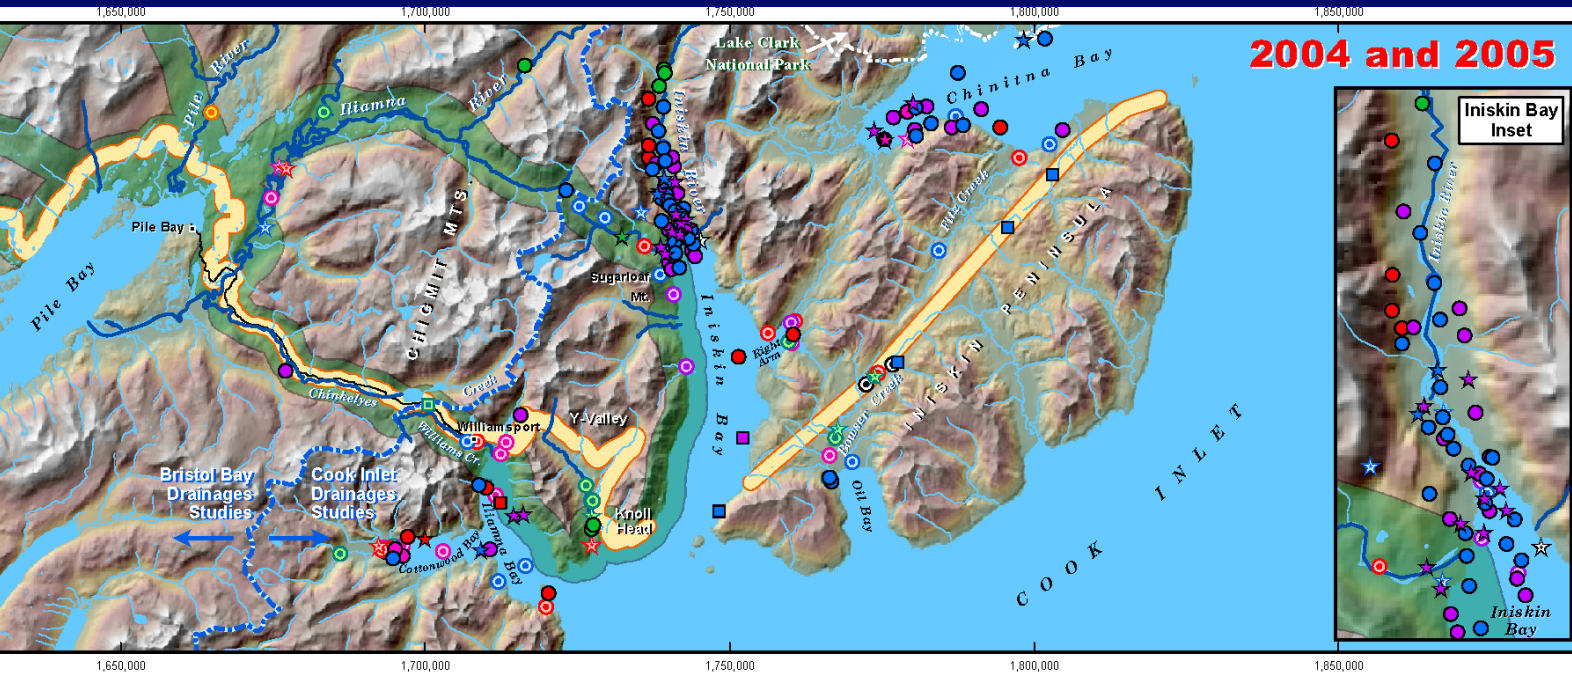 1,650,000
1,700,000
1,750,000
1,800,000
1,850,000
2004 and 2005
Lake Clark
National Park
Chinitna Bay
Pile
River
Iliamna
River
Iniskin
River
Iniskin Bay
Inset
Iniskin River
Fitz Creek
Pile Bay
Pile Bay
CHIGMIT MTS.
Sugarloaf
Mt.
INISKIN PENINSULA
Iniskin Bay
Right
Arm
Bowser Creek
Chinkelyes
Creek
Williamsport
Williams Cr.
Y-Valley
Bristol Bay
Drainages
Studies
Cook Inlet
Drainages
Studies
Knoll
Head
Iliamna Bay
Cottonwood Bay
Oil Bay
COOK INLET
Iniskin
Bay
1,650,000
1,700,000
1,750,000
1,800,000
1,850,000